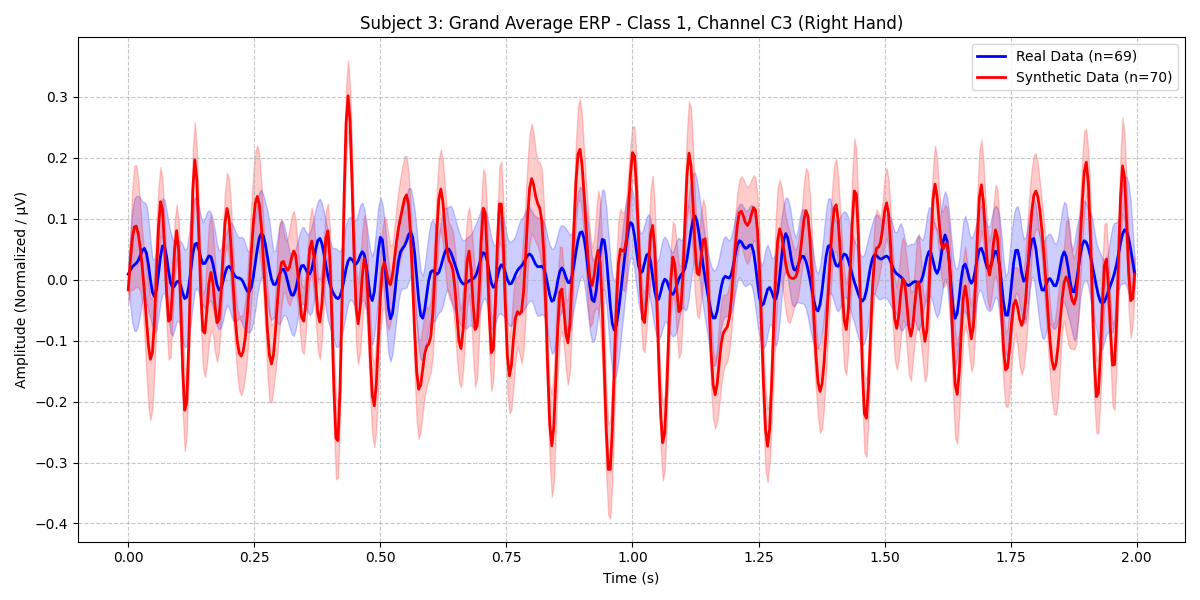 Subject 3: Grand Average ERP - Class 1, Channel C3 (Right Hand)
Real Data (n=69)
Synthetic Data (n=70)
Amplitude (Normalized / µV)
0.3
0.2
0.1
0.0
−0.1
−0.2
−0.3
−0.4
0.00 0.25 0.50 0.75 1.00 1.25 1.50 1.75 2.00
Time (s)